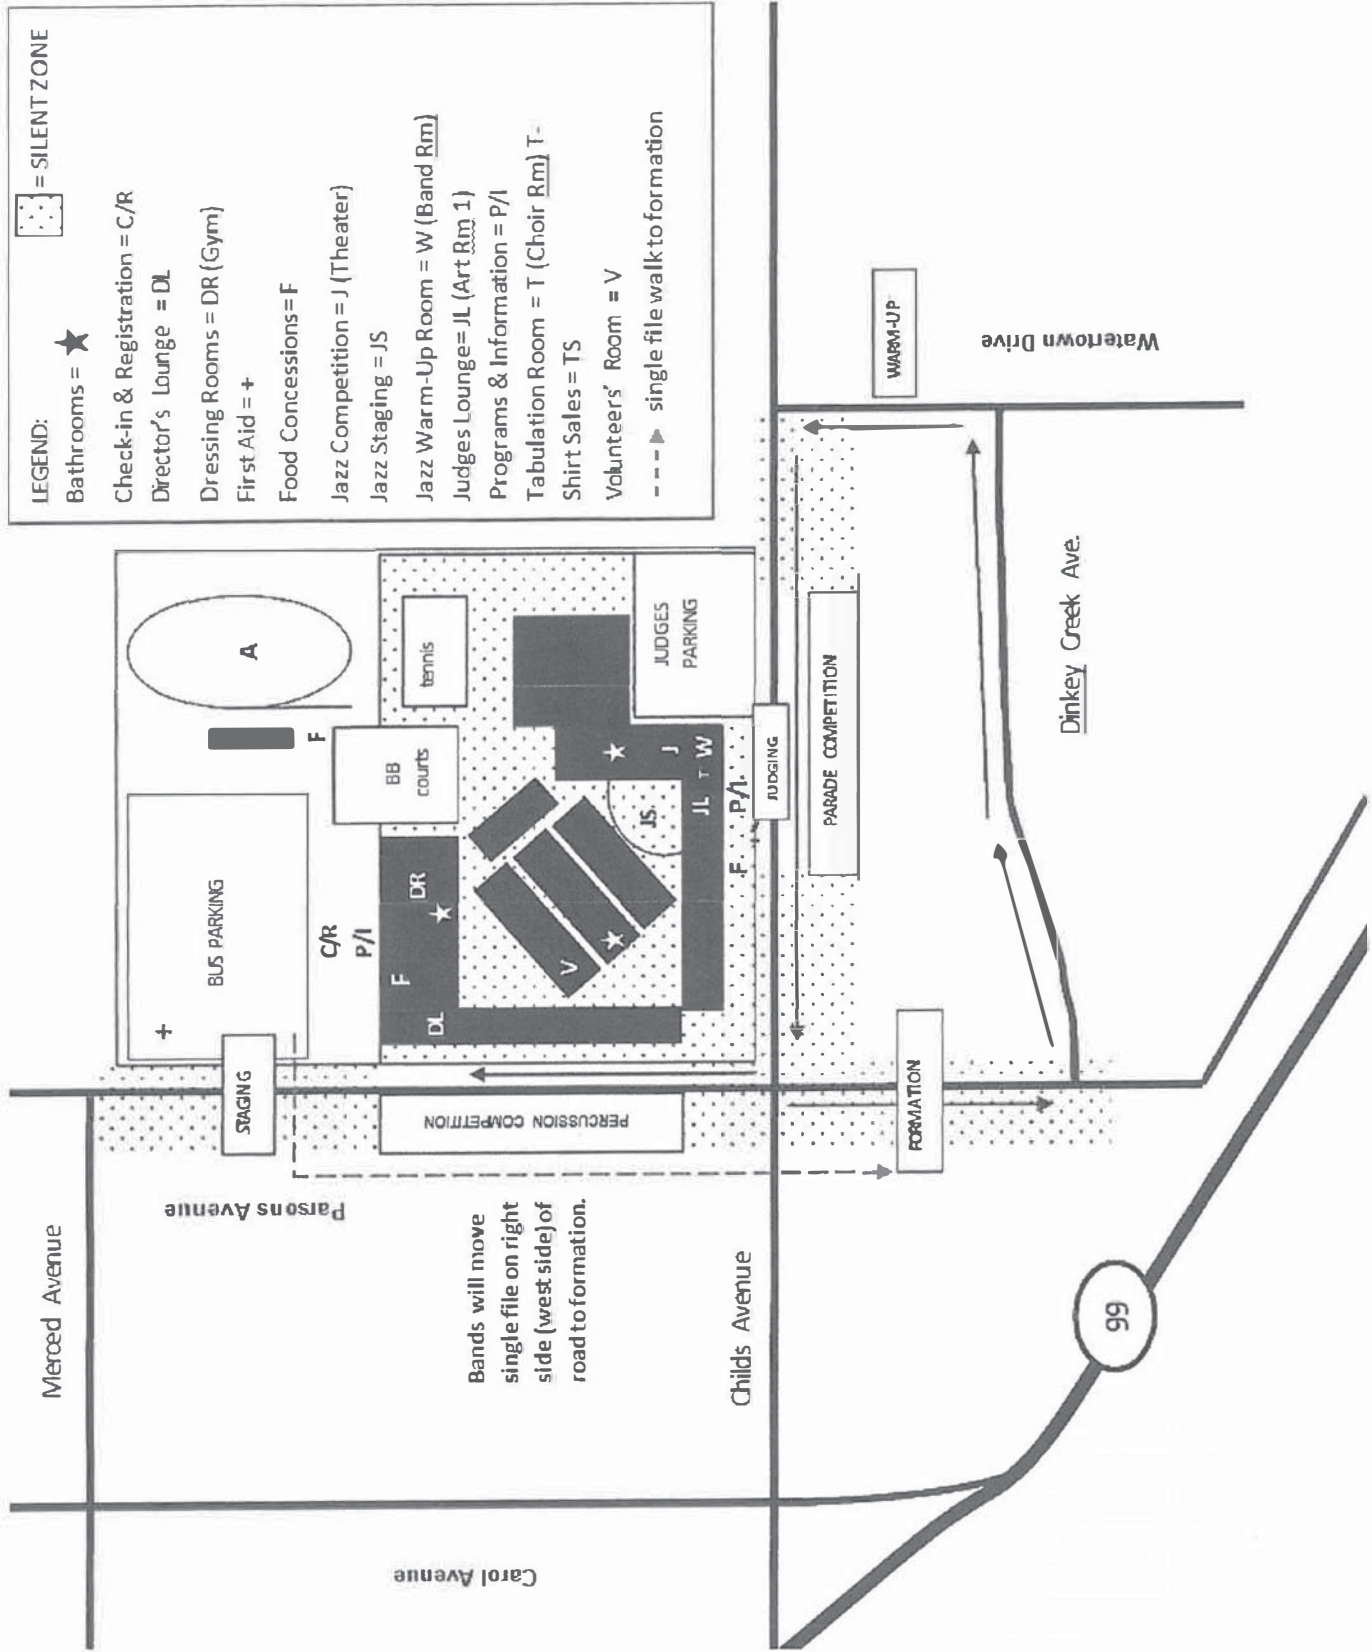 LEGEND:
= SILENT ZONE
Bathrooms = ★
Check-in & Registration = C/R
Director's Lounge = DL
Dressing Rooms = DR (Gym)
First Aid = +
Food Concessions = F
Jazz Competition = J (Theater)
Jazz Staging = JS
Jazz Warm-Up Room = W (Band Rm)
Judges Lounge= JL (Art Rm 1)
Programs & Information = P/I
Tabulation Room = T (Choir Rm) T-
Shirt Sales = TS
Volunteers' Room = V
single file walk to formation
Merced Avenue
Parsons Avenue
STAGING
+
BUS PARKING
C/R
P/I
F
A
BB
courts
tennis
DL
F
DR
V
JS
J
W
T
JL
P/I
F
JUDGES
PARKING
JUDGING
PERCUSSION COMPETITION
Bands will move
single file on right
side (west side) of
road to formation.
Childs Avenue
Carol Avenue
PARADE COMPETITION
FORMATION
WARM-UP
Watertown Drive
Dinkey Creek Ave.
99